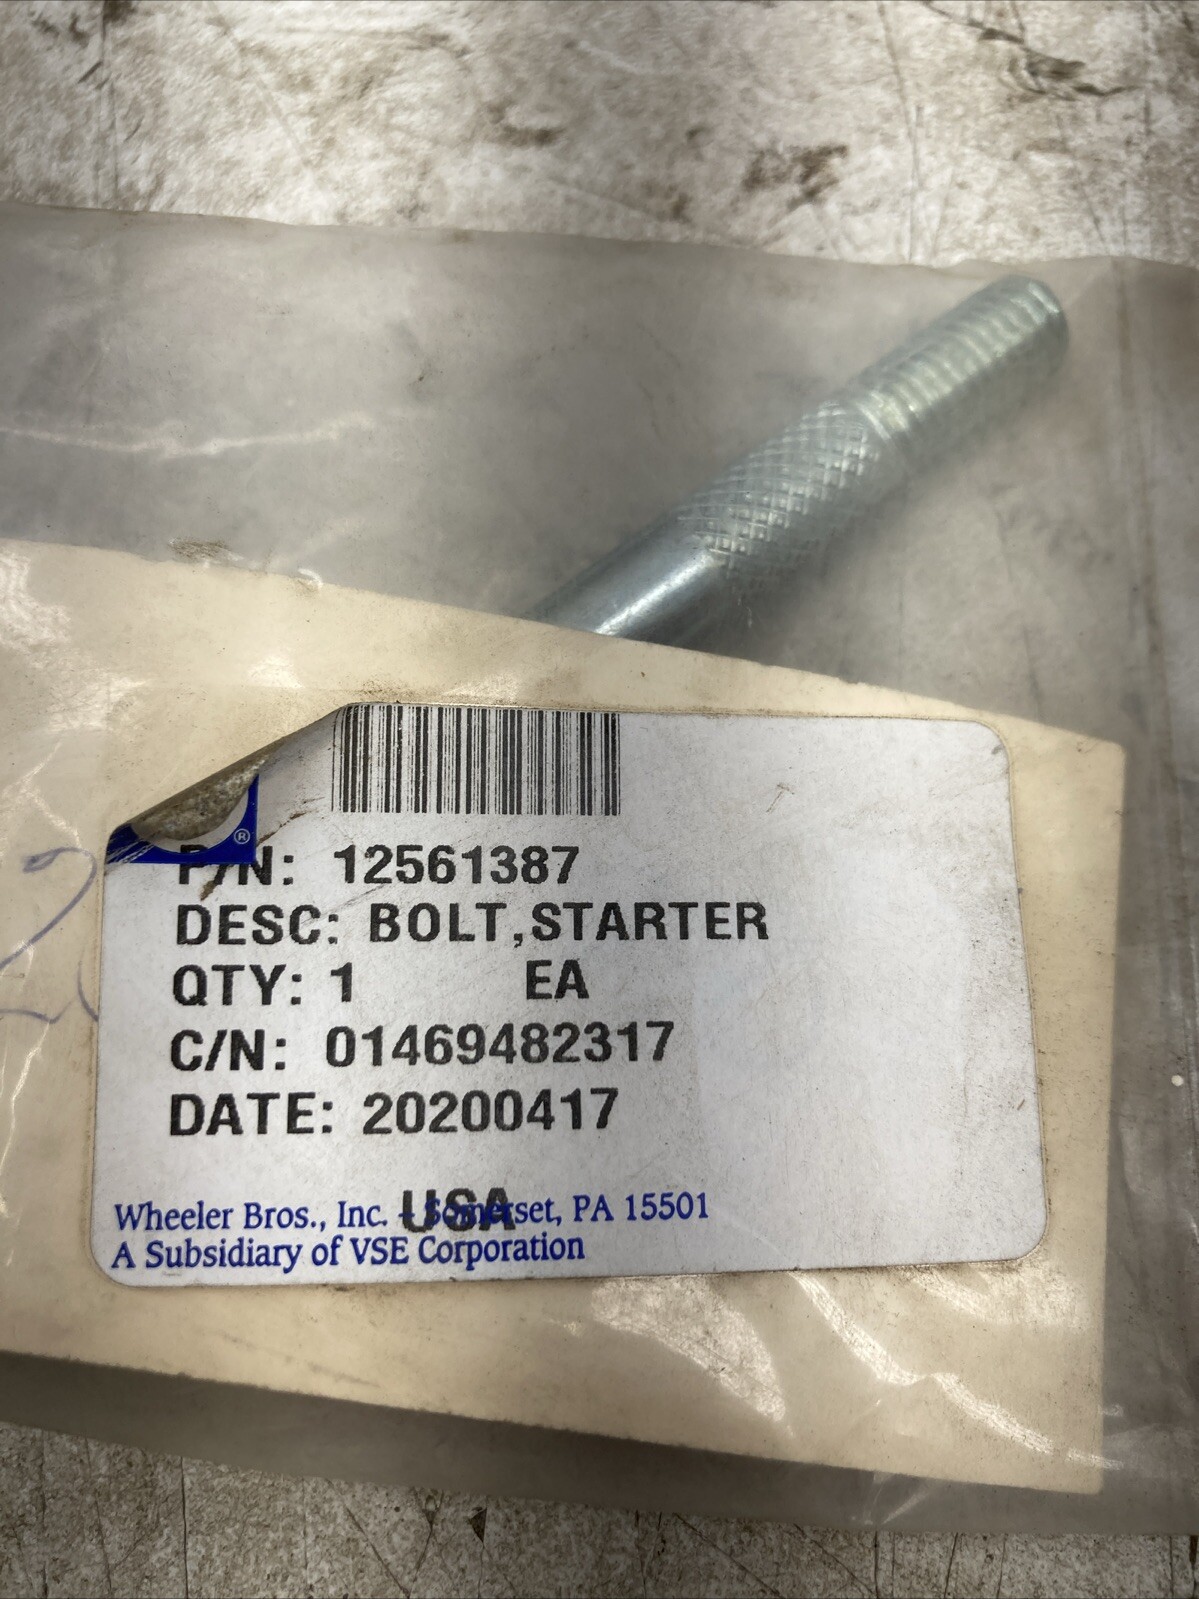 ®
P/N: 12561387
DESC: BOLT,STARTER
QTY: 1 EA
C/N: 01469482317
DATE: 20200417
USA
Wheeler Bros., Inc. - Somerset, PA 15501
A Subsidiary of VSE Corporation